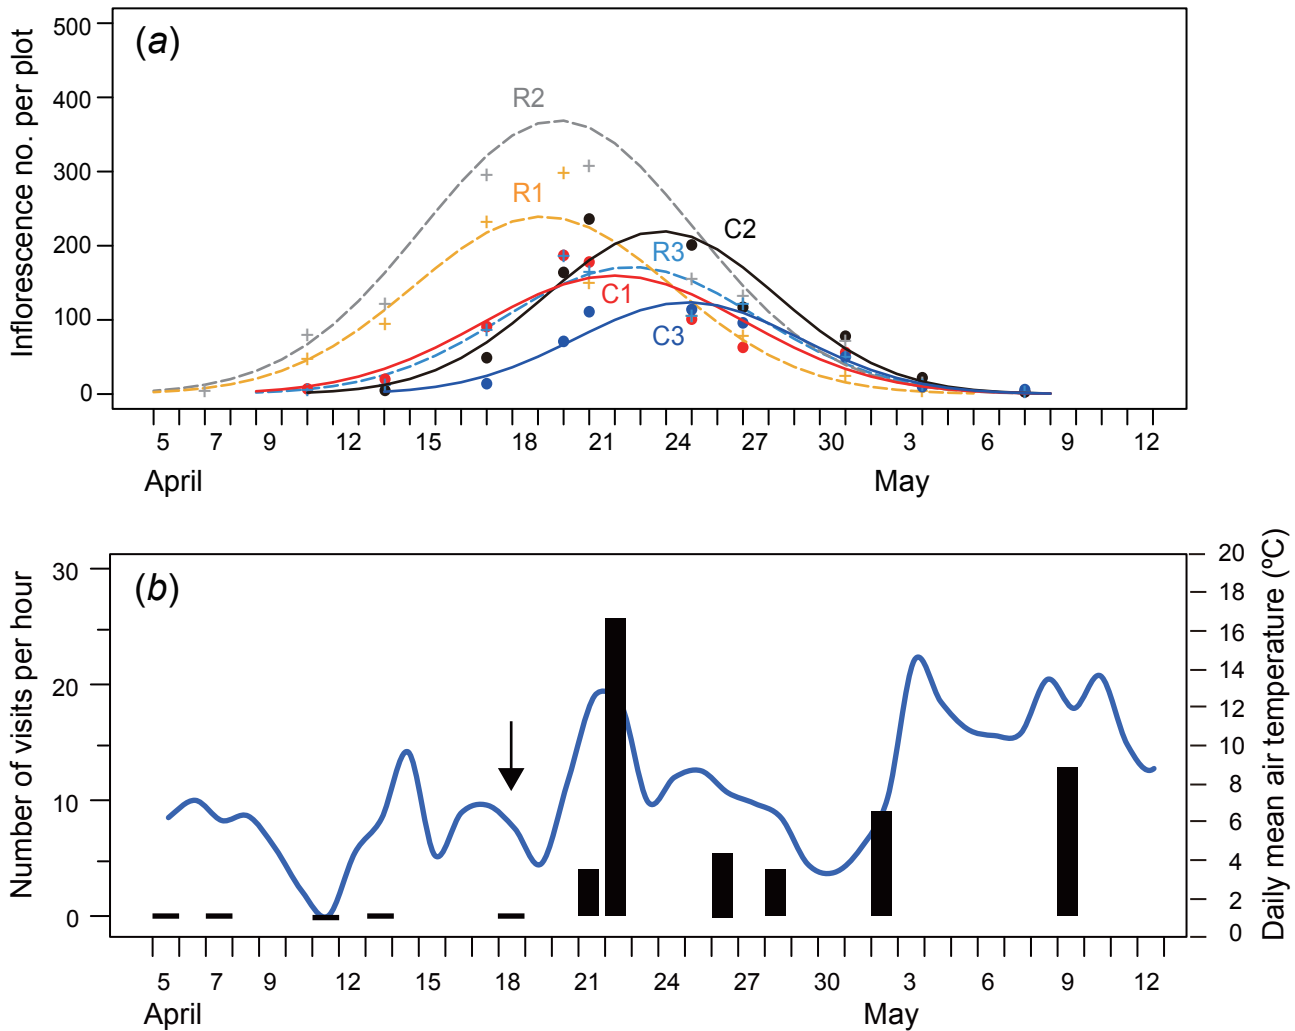 (a)
Inflorescence no. per plot
500
400
300
200
100
0
R2
R1
C2
R3
C1
C3
5 7 9 12 15 18 21 24 27 30 3 6 9 12
April May
(b)
Number of visits per hour
30
20
10
0
20
18
16
14
12
10
8
6
4
2
0
Daily mean air temperature (ºC)
5 7 9 12 15 18 21 24 27 30 3 6 9 12
April May